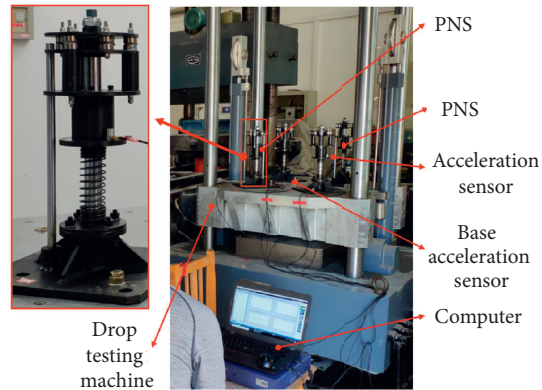 PNS
PNS
Acceleration
sensor
Base
acceleration
sensor
Computer
Drop
testing
machine